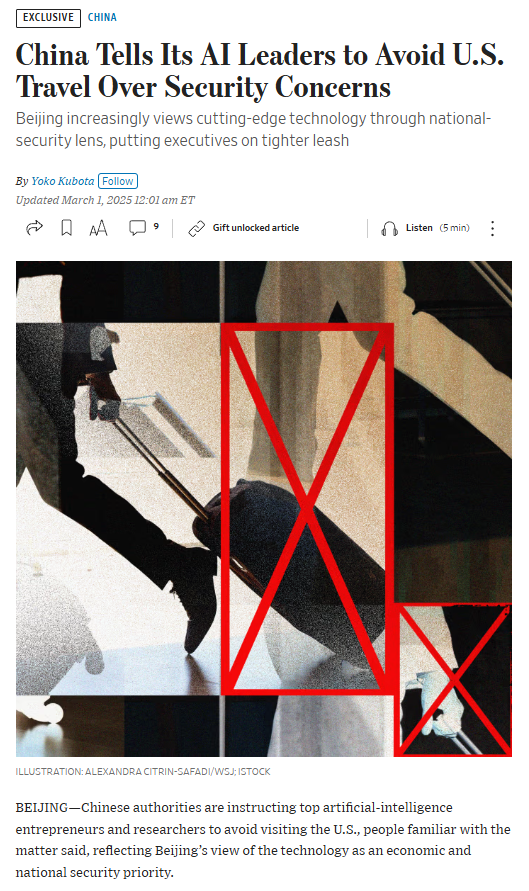 EXCLUSIVE CHINA
China Tells Its AI Leaders to Avoid U.S.
Travel Over Security Concerns
Beijing increasingly views cutting-edge technology through national-
security lens, putting executives on tighter leash
By Yoko Kubota Follow
Updated March 1, 2025 12:01 am ET
AA 9 Gift unlocked article Listen (5 min)
ILLUSTRATION: ALEXANDRA CITRIN-SAFADI/WSJ; ISTOCK
BEIJING—Chinese authorities are instructing top artificial-intelligence
entrepreneurs and researchers to avoid visiting the U.S., people familiar with the
matter said, reflecting Beijing's view of the technology as an economic and
national security priority.